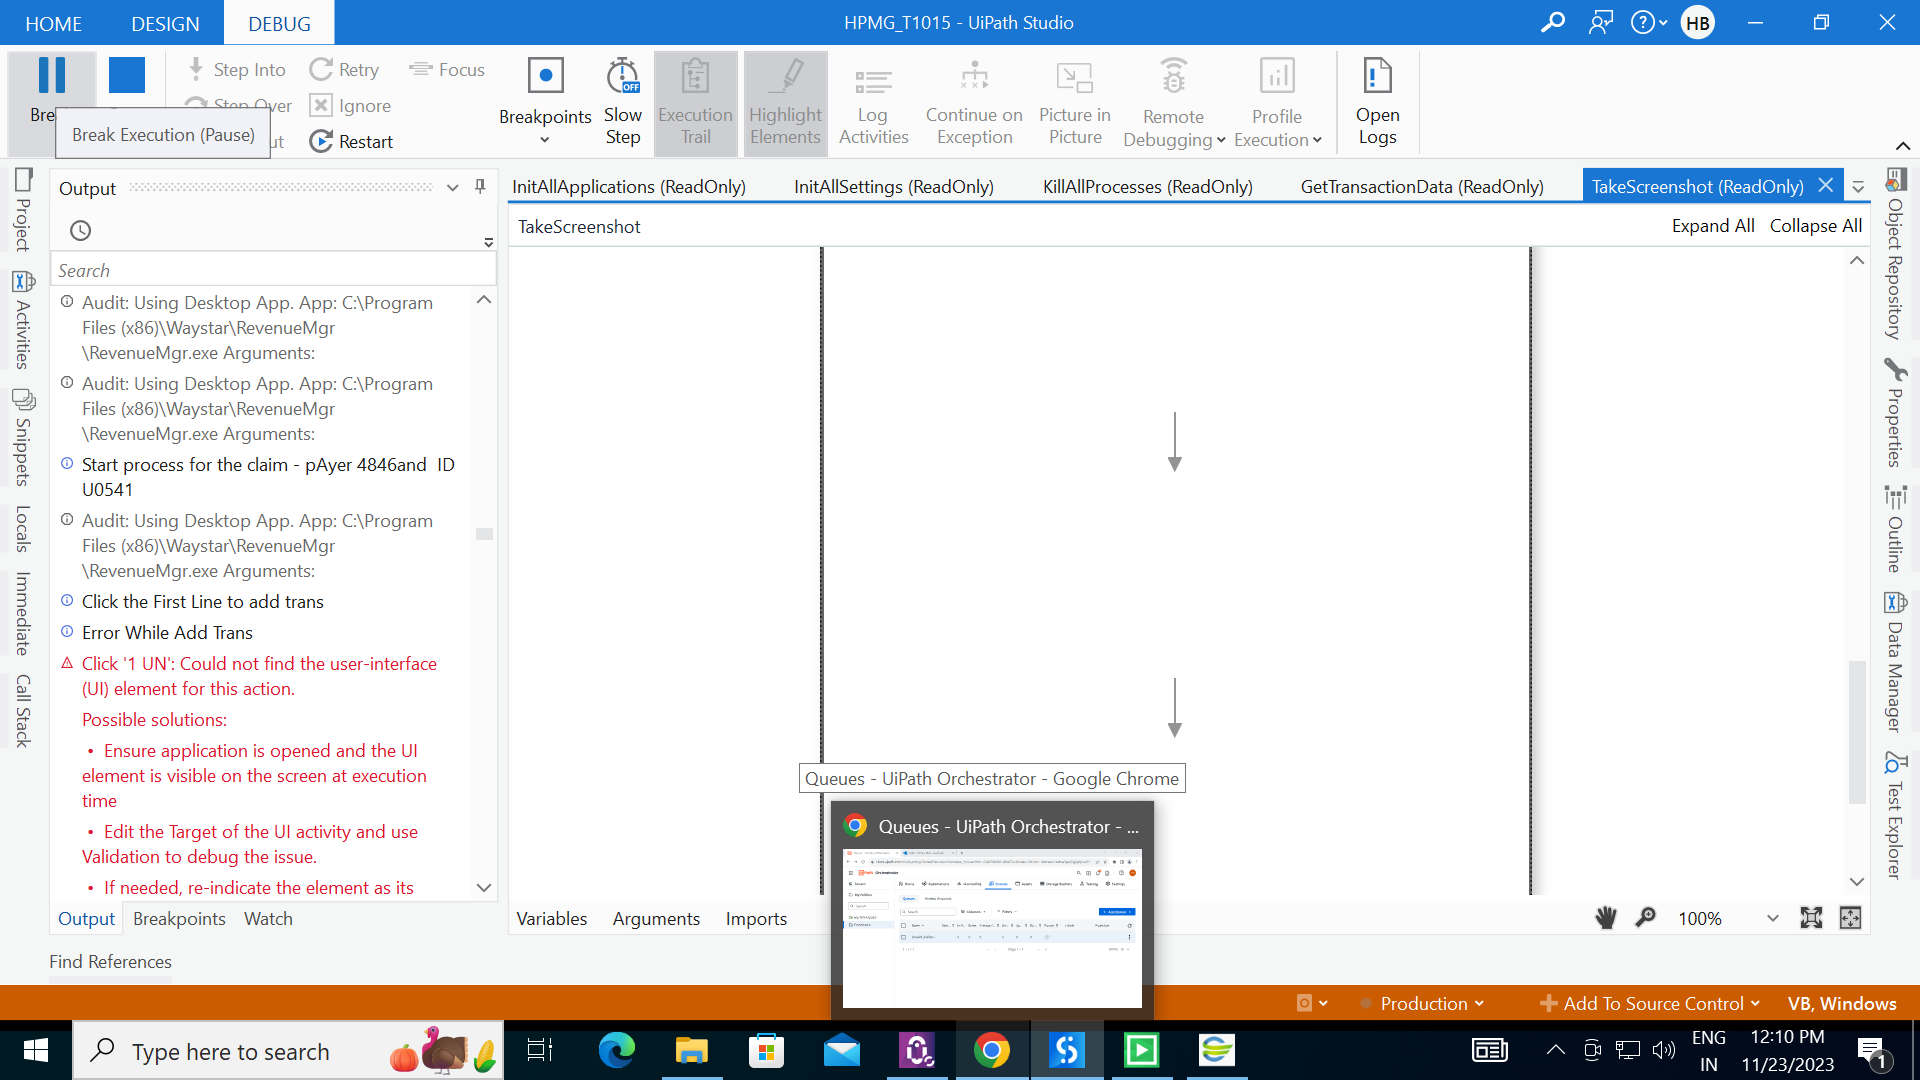 HOME
DESIGN
DEBUG
HPMG_T1015 - UiPath Studio
HB
Step Into
Retry
Focus
Step Over
Ignore
Restart
Break Execution (Pause)
Breakpoints
Slow
Step
OFF
Execution
Trail
Highlight
Elements
Log
Activities
Continue on
Exception
Picture in
Picture
Remote
Debugging
Profile
Execution
Open
Logs
Project
Activities
Snippets
Locals
Immediate
Call Stack
Output
Search
Audit: Using Desktop App. App: C:\Program
Files (x86)\Waystar\RevenueMgr
\RevenueMgr.exe Arguments:
Audit: Using Desktop App. App: C:\Program
Files (x86)\Waystar\RevenueMgr
\RevenueMgr.exe Arguments:
Start process for the claim - pAyer 4846and  ID
U0541
Audit: Using Desktop App. App: C:\Program
Files (x86)\Waystar\RevenueMgr
\RevenueMgr.exe Arguments:
Click the First Line to add trans
Error While Add Trans
Click '1 UN': Could not find the user-interface
(UI) element for this action.
Possible solutions:
• Ensure application is opened and the UI
element is visible on the screen at execution
time
• Edit the Target of the UI activity and use
Validation to debug the issue.
• If needed, re-indicate the element as its
Output
Breakpoints
Watch
Find References
InitAllApplications (ReadOnly)
InitAllSettings (ReadOnly)
KillAllProcesses (ReadOnly)
GetTransactionData (ReadOnly)
TakeScreenshot (ReadOnly)
TakeScreenshot
Expand All
Collapse All
Queues - UiPath Orchestrator - Google Chrome
Queues - UiPath Orchestrator - ...
Variables
Arguments
Imports
100%
Object Repository
Properties
Outline
Data Manager
Test Explorer
Production
Add To Source Control
VB, Windows
Type here to search
ENG
IN
12:10 PM
11/23/2023
1